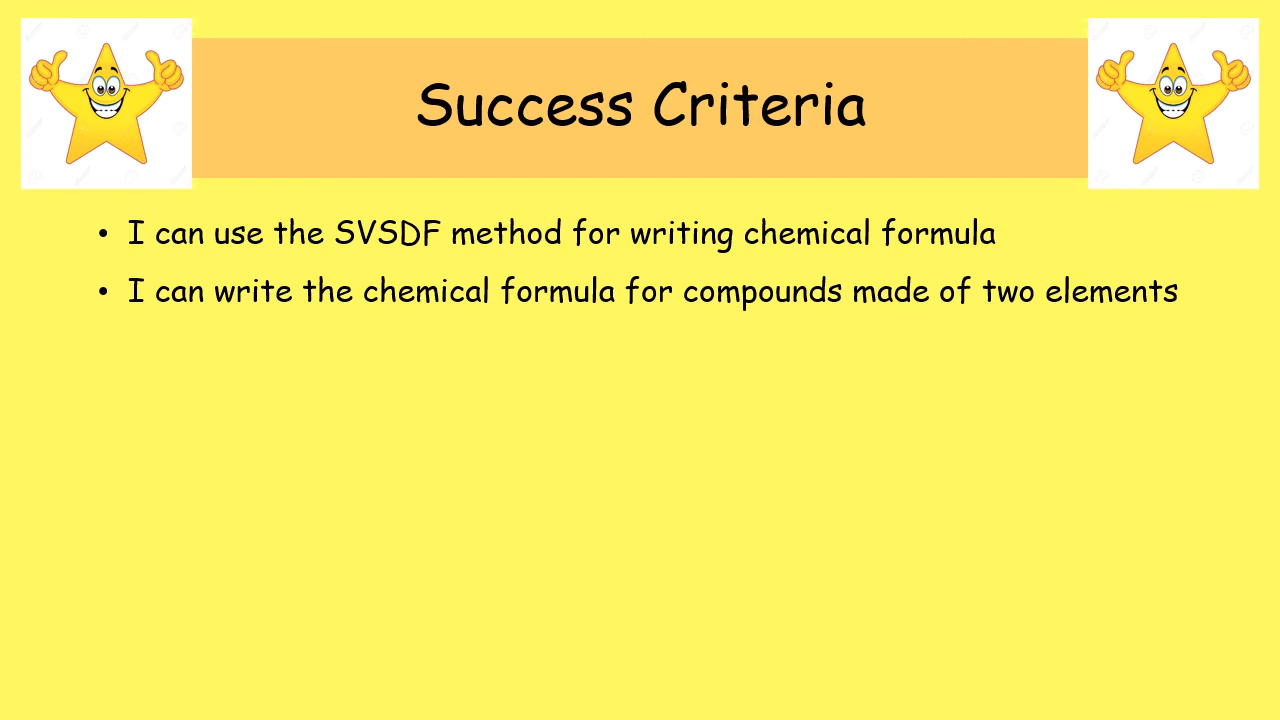 Success Criteria
• I can use the SVSDF method for writing chemical formula
• I can write the chemical formula for compounds made of two elements